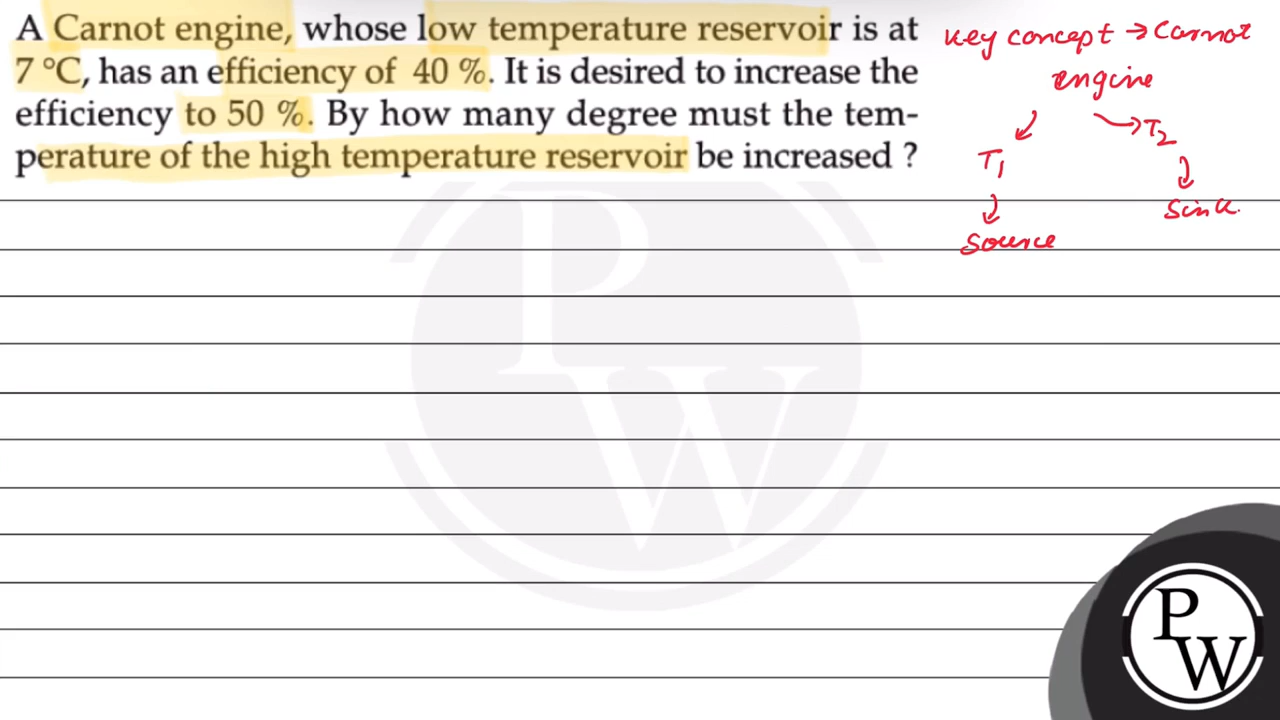 A Carnot engine, whose low temperature reservoir is at
7 °C, has an efficiency of 40 %. It is desired to increase the
efficiency to 50 %. By how many degree must the tem-
perature of the high temperature reservoir be increased ?
key concept → Carnot
engine
T1
T2
Source
Sink.
P
W
P
W